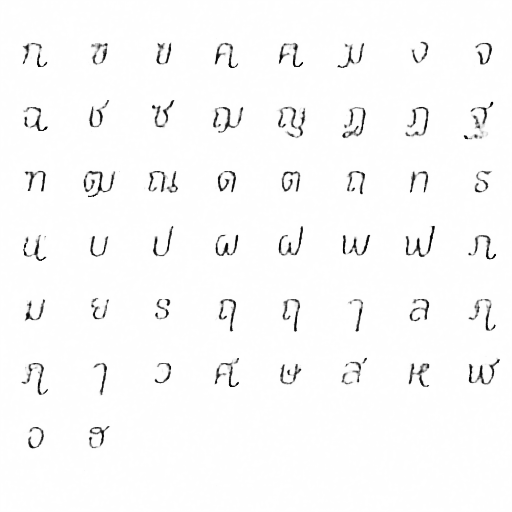 ก ข ฃ ค ฅ ฆ ง จ
ฉ ช ซ ฌ ญ ฎ ฏ ฐ
ฑ ฒ ณ ด ต ถ ท ธ
น บ ป ผ ฝ พ ฟ ภ
ม ย ร ฤ ฤ ๅ ล ฦ
ฦ ๅ ว ศ ษ ส ห ฬ
อ ฮ